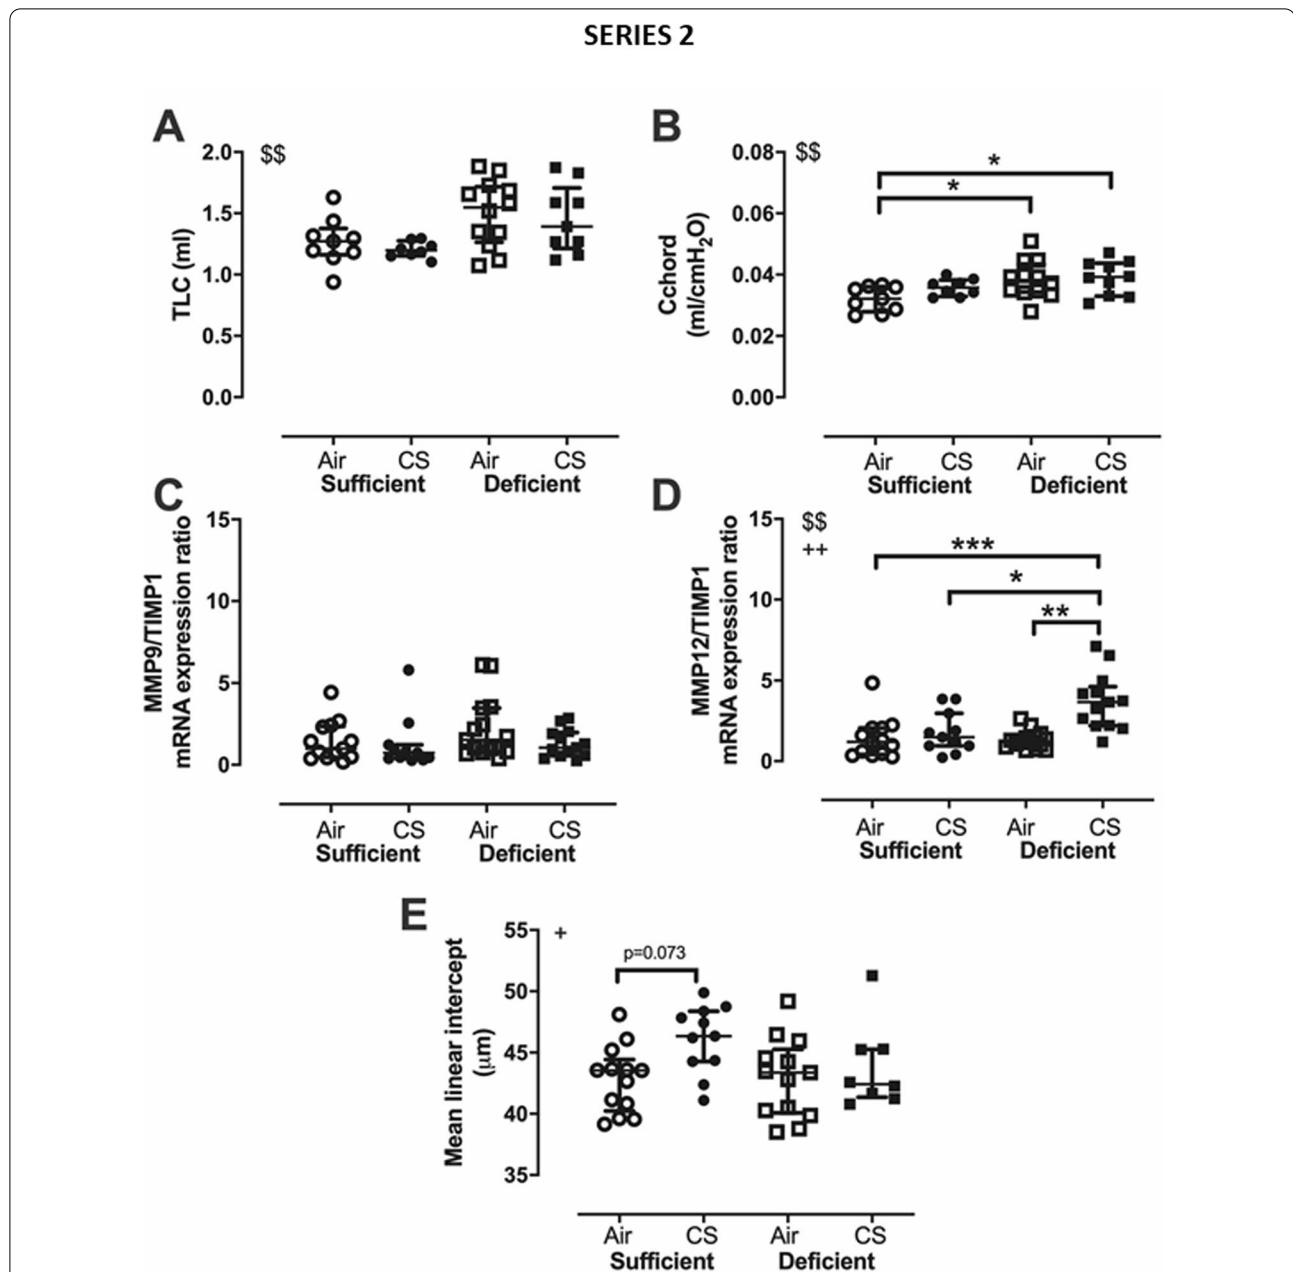 SERIES 2
A
TLC (ml)
2.0
1.5
1.0
0.5
0.0
$$
Air
CS
Air
CS
Sufficient
Deficient
B
Cchord
(ml/cmH₂O)
0.08
0.06
0.04
0.02
0.00
$$
*
*
Air
CS
Air
CS
Sufficient
Deficient
C
MMP9/TIMP1
mRNA expression ratio
15
10
5
0
Air
CS
Air
CS
Sufficient
Deficient
D
MMP12/TIMP1
mRNA expression ratio
15
10
5
0
$$
++
***
*
**
Air
CS
Air
CS
Sufficient
Deficient
E
Mean linear intercept
(μm)
55
50
45
40
35
+
p=0.073
Air
CS
Air
CS
Sufficient
Deficient